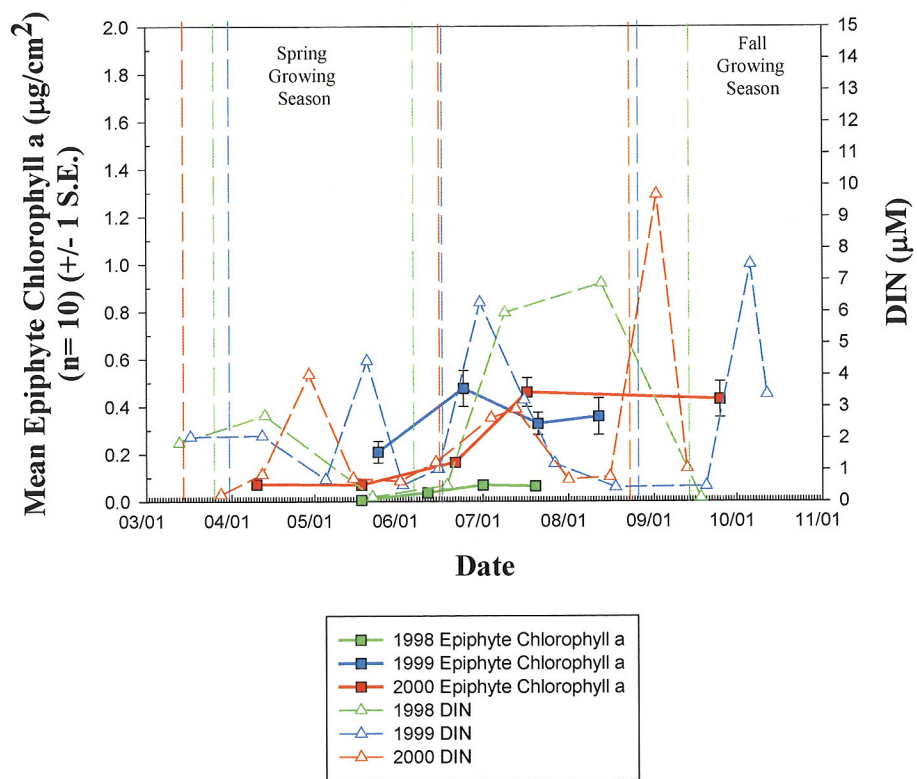 Mean Epiphyte Chlorophyll a (µg/cm2)
(n= 10) (+/- 1 S.E.)
2.0
1.8
1.6
1.4
1.2
1.0
0.8
0.6
0.4
0.2
0.0
Spring
Growing
Season
Fall
Growing
Season
15
14
13
12
11
10
9
8
7
6
5
4
3
2
1
0
DIN (µM)
03/01 04/01 05/01 06/01 07/01 08/01 09/01 10/01 11/01
Date
1998 Epiphyte Chlorophyll a
1999 Epiphyte Chlorophyll a
2000 Epiphyte Chlorophyll a
1998 DIN
1999 DIN
2000 DIN